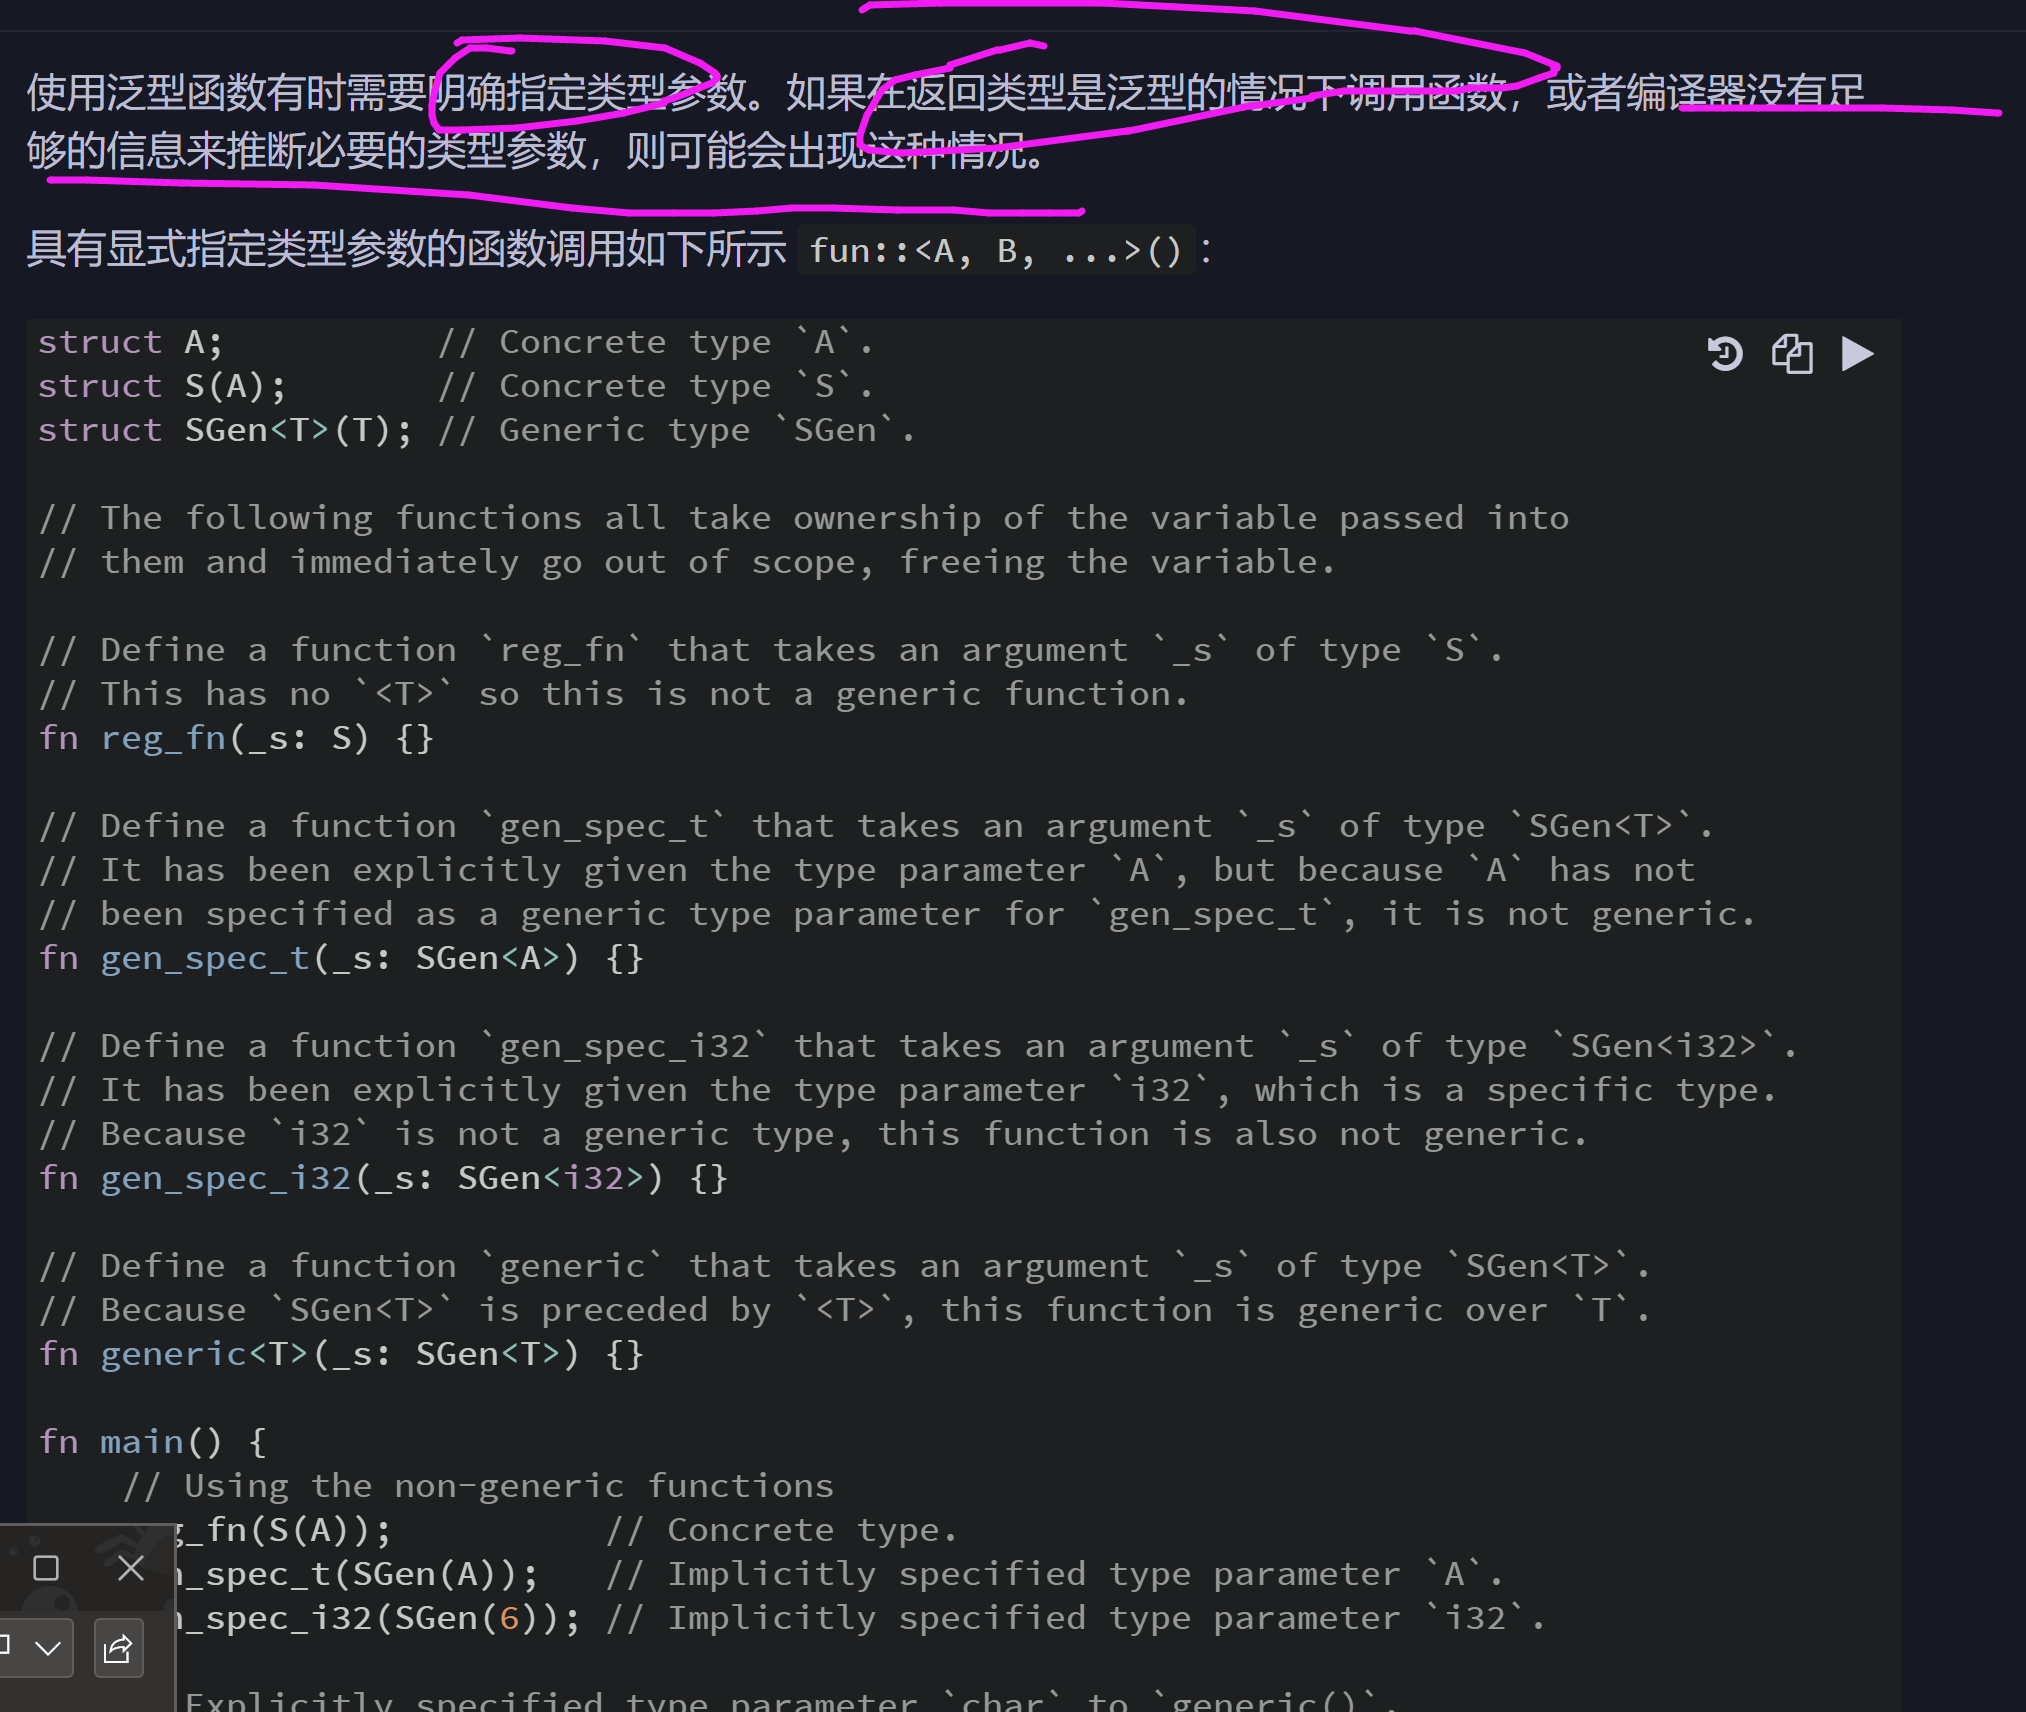 使用泛型函数有时需要明确指定类型参数。如果在返回类型是泛型的情况下调用函数，或者编译器没有足
够的信息来推断必要的类型参数，则可能会出现这种情况。
具有显式指定类型参数的函数调用如下所示 fun::<A, B, ...>()：
struct A;          // Concrete type `A`.
struct S(A);       // Concrete type `S`.
struct SGen<T>(T); // Generic type `SGen`.
// The following functions all take ownership of the variable passed into
// them and immediately go out of scope, freeing the variable.
// Define a function `reg_fn` that takes an argument `_s` of type `S`.
// This has no `<T>` so this is not a generic function.
fn reg_fn(_s: S) {}
// Define a function `gen_spec_t` that takes an argument `_s` of type `SGen<T>`.
// It has been explicitly given the type parameter `A`, but because `A` has not
// been specified as a generic type parameter for `gen_spec_t`, it is not generic.
fn gen_spec_t(_s: SGen<A>) {}
// Define a function `gen_spec_i32` that takes an argument `_s` of type `SGen<i32>`.
// It has been explicitly given the type parameter `i32`, which is a specific type.
// Because `i32` is not a generic type, this function is also not generic.
fn gen_spec_i32(_s: SGen<i32>) {}
// Define a function `generic` that takes an argument `_s` of type `SGen<T>`.
// Because `SGen<T>` is preceded by `<T>`, this function is generic over `T`.
fn generic<T>(_s: SGen<T>) {}
fn main() {
    // Using the non-generic functions
g_fn(S(A));          // Concrete type.
_spec_t(SGen(A));   // Implicitly specified type parameter `A`.
_spec_i32(SGen(6)); // Implicitly specified type parameter `i32`.
Explicitly specified type parameter `char` to `generic()`.